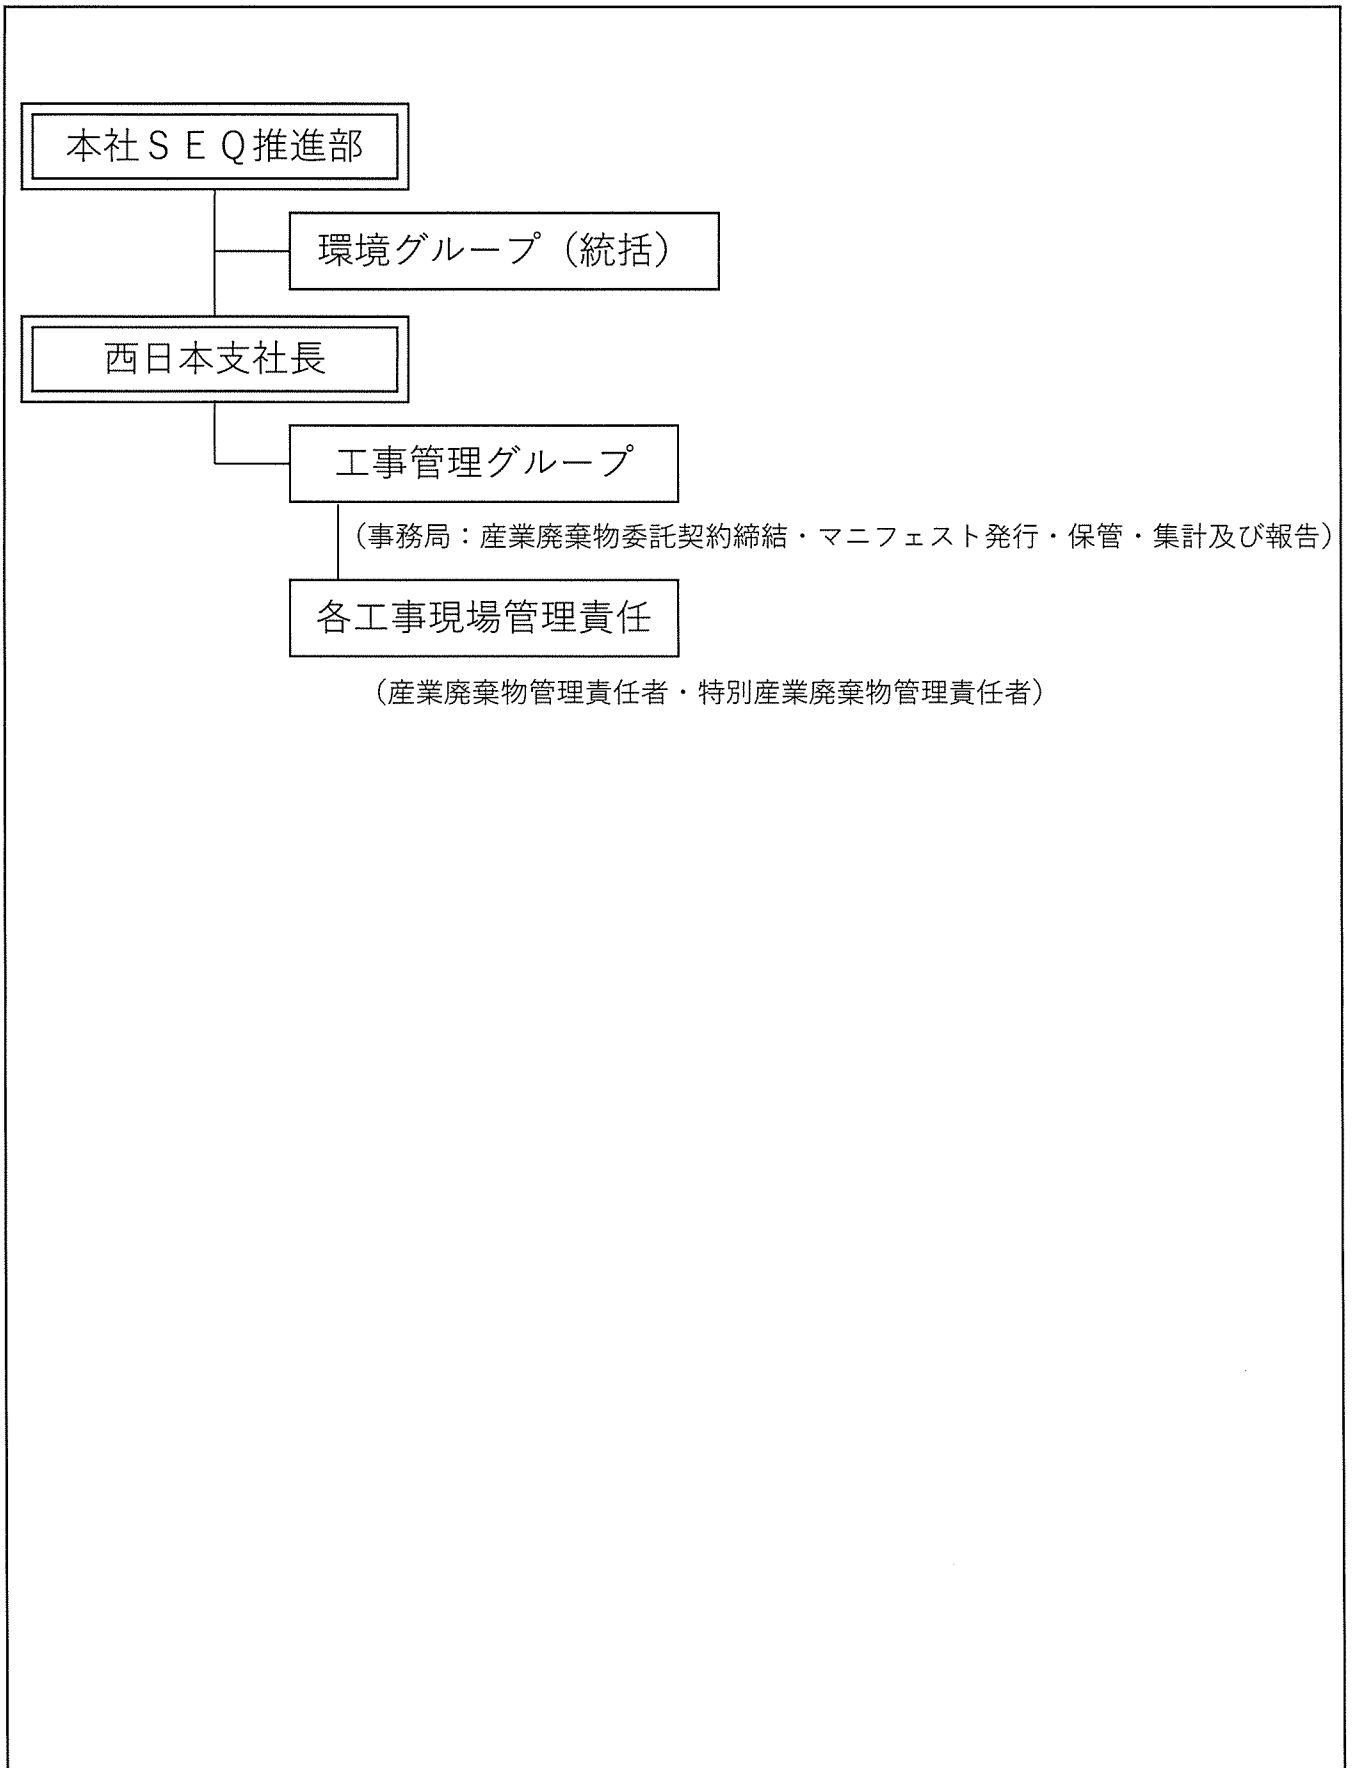 本社ＳＥＱ推進部
環境グループ（統括）
西日本支社長
工事管理グループ
（事務局：産業廃棄物委託契約締結・マニフェスト発行・保管・集計及び報告）
各工事現場管理責任
（産業廃棄物管理責任者・特別産業廃棄物管理責任者）